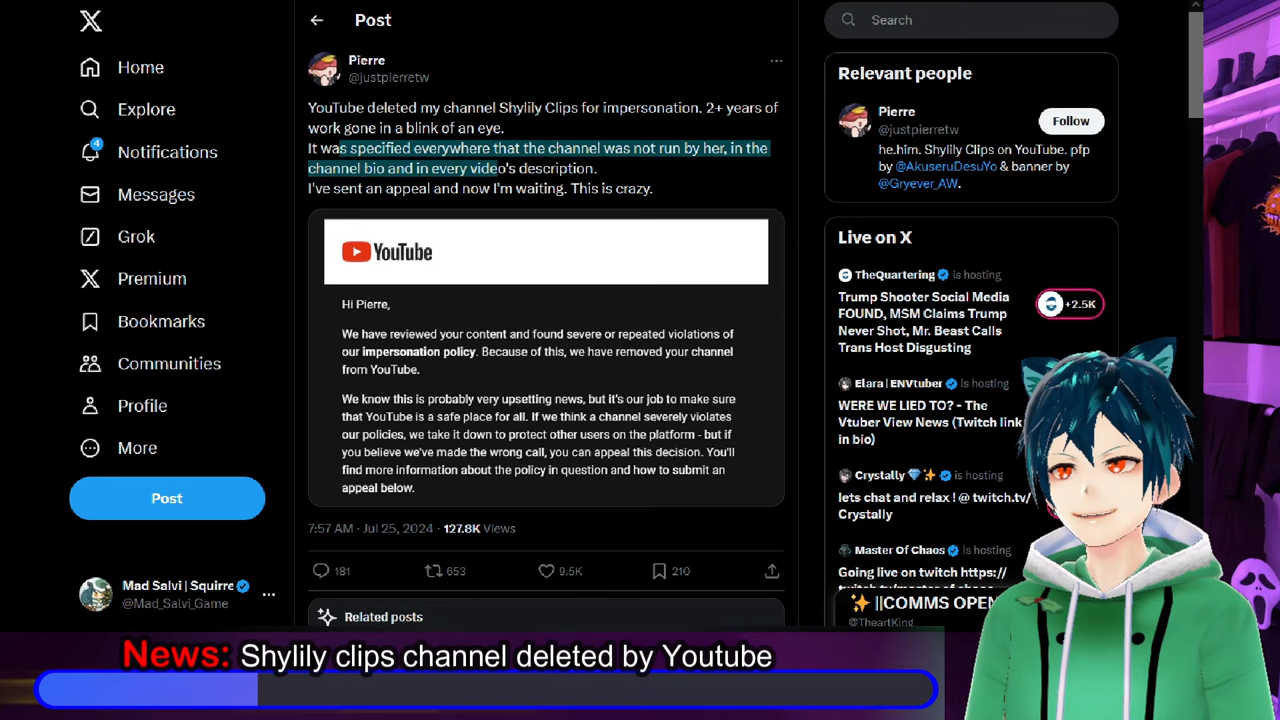 Home
Explore
4
Notifications
Messages
Grok
Premium
Bookmarks
Communities
Profile
More
Post
Mad Salvi | Squirre
@Mad_Salvi_Game
Post
Pierre
@justpierretw
YouTube deleted my channel Shylily Clips for impersonation. 2+ years of
work gone in a blink of an eye.
It was specified everywhere that the channel was not run by her, in the
channel bio and in every video's description.
I've sent an appeal and now I'm waiting. This is crazy.
YouTube
Hi Pierre,
We have reviewed your content and found severe or repeated violations of
our impersonation policy. Because of this, we have removed your channel
from YouTube.
We know this is probably very upsetting news, but it's our job to make sure
that YouTube is a safe place for all. If we think a channel severely violates
our policies, we take it down to protect other users on the platform - but if
you believe we've made the wrong call, you can appeal this decision. You'll
find more information about the policy in question and how to submit an
appeal below.
7:57 AM · Jul 25, 2024 · 127.8K Views
181 653 9.5K 210
Related posts
Search
Relevant people
Pierre
@justpierretw
Follow
he.him. Shylily Clips on YouTube. pfp
by @AkuseruDesuYo & banner by
@Gryever_AW.
Live on X
TheQuartering is hosting
Trump Shooter Social Media
FOUND, MSM Claims Trump
Never Shot, Mr. Beast Calls
Trans Host Disgusting
+2.5K
Elara | ENVtuber is hosting
WERE WE LIED TO? - The
Vtuber View News (Twitch link
in bio)
Crystally is hosting
lets chat and relax ! @ twitch.tv/
Crystally
Master Of Chaos is hosting
Going live on twitch https://
||COMMS OPEN
@TheartKing
News: Shylily clips channel deleted by Youtube